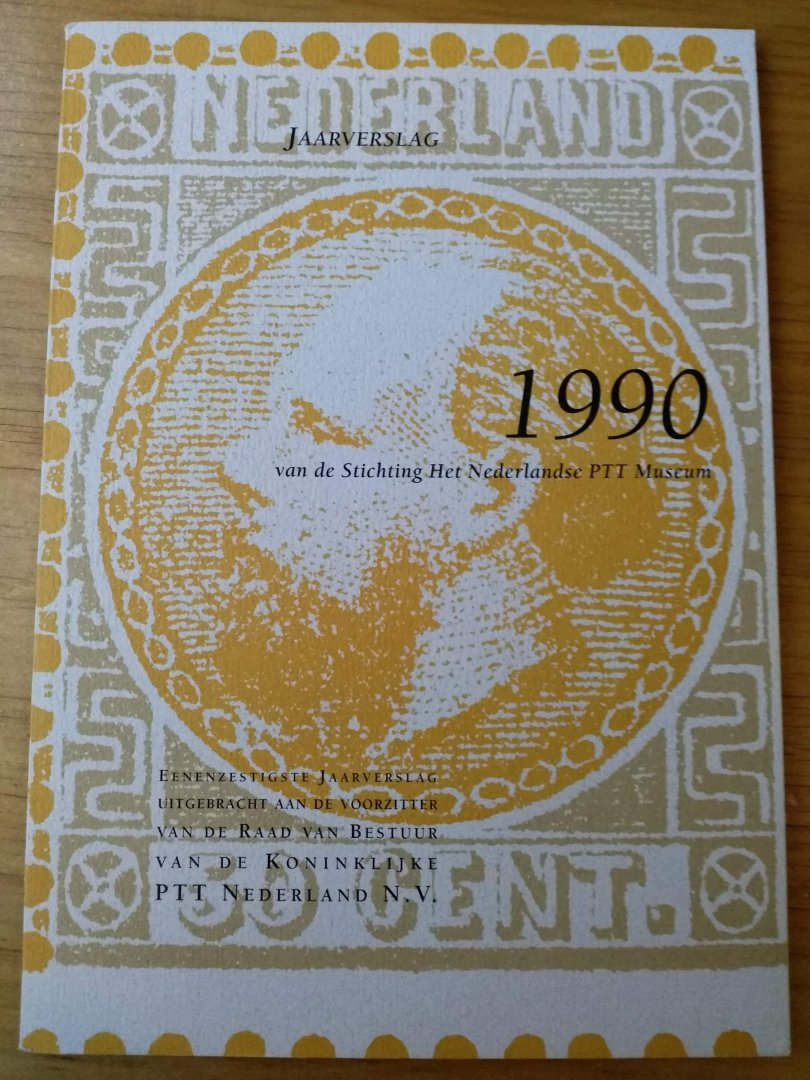 NEDERLAND
JAARVERSLAG
1990
van de Stichting Het Nederlandse PTT Museum
EENENZESTIGSTE JAARVERSLAG
UITGEBRACHT AAN DE VOORZITTER
VAN DE RAAD VAN BESTUUR
VAN DE KONINKLIJKE
PTT NEDERLAND N.V.
CENT.